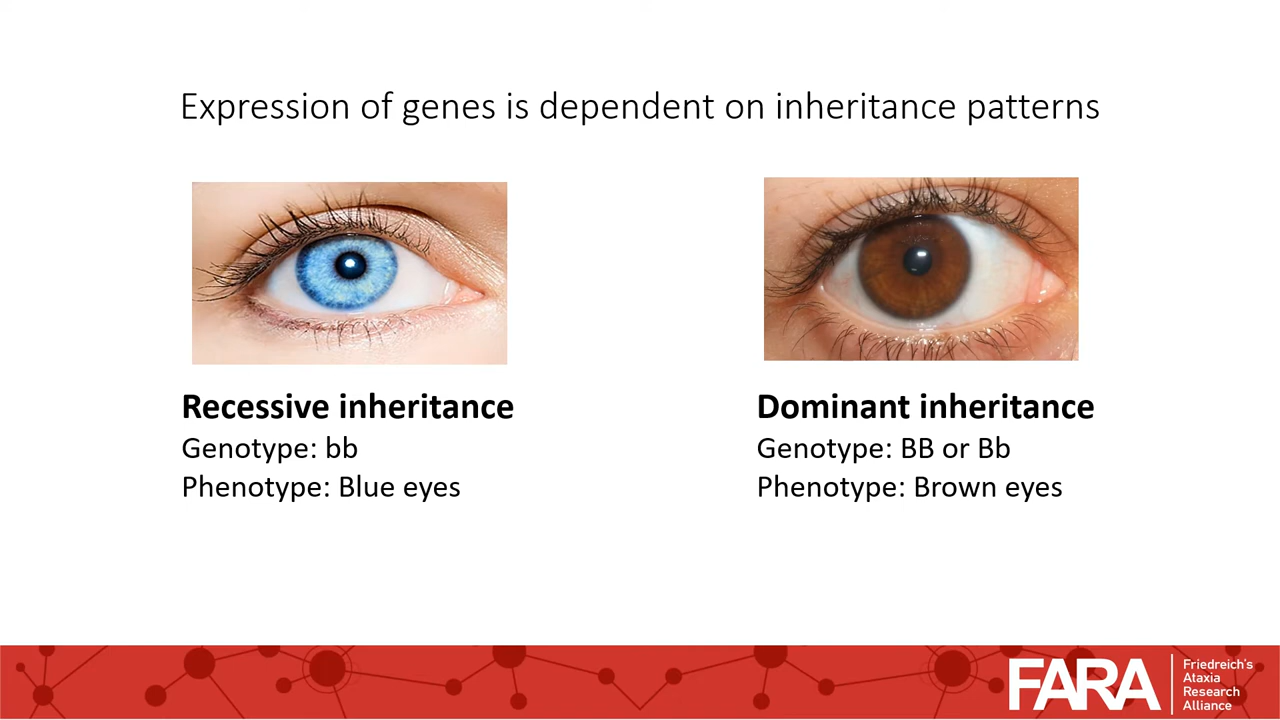 Expression of genes is dependent on inheritance patterns
Recessive inheritance
Genotype: bb
Phenotype: Blue eyes
Dominant inheritance
Genotype: BB or Bb
Phenotype: Brown eyes
FARA
Friedreich's
Ataxia
Research
Alliance